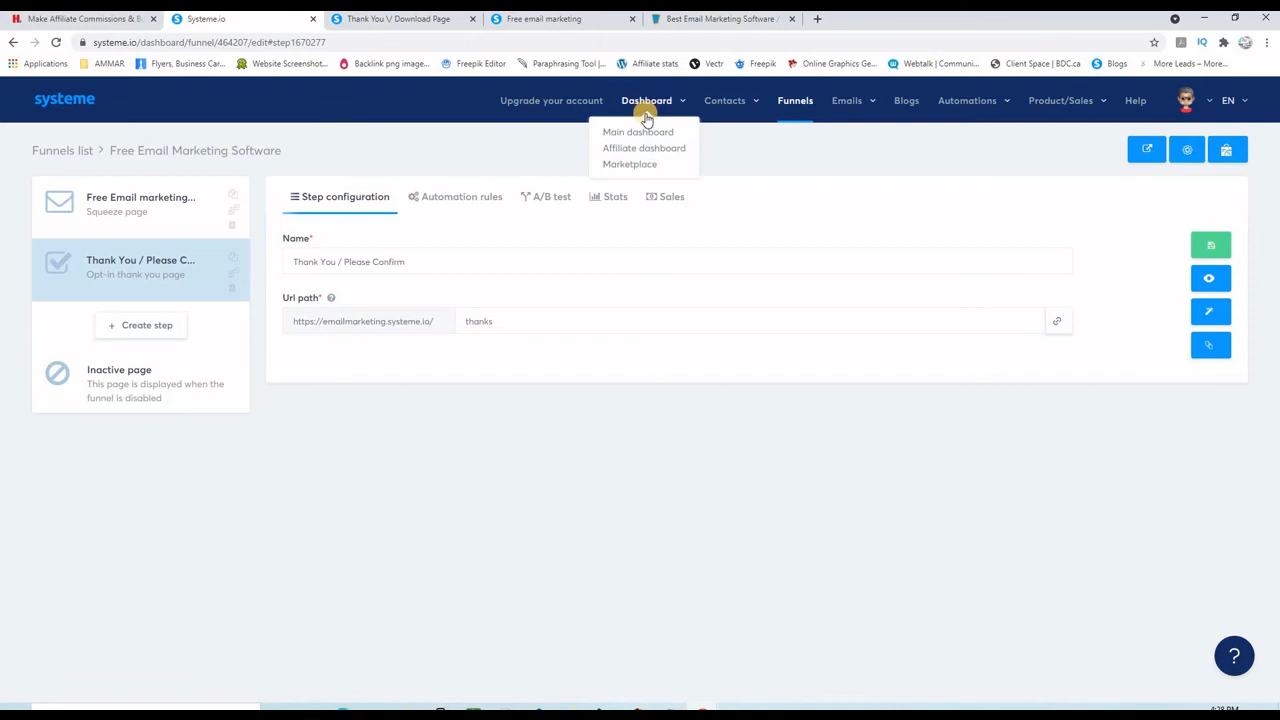 Make Affiliate Commissions & B
Systeme.io
Thank You \/ Download Page
Free email marketing
Best Email Marketing Software /
systeme.io/dashboard/funnel/464207/edit#step1670277
Applications
AMMAR
Flyers, Business Car...
Website Screenshot...
Backlink png image...
Freepik Editor
Paraphrasing Tool |...
Affiliate stats
Vectr
Freepik
Online Graphics Ge...
Webtalk | Communi...
Client Space | BDC.ca
Blogs
More Leads – More...
systeme
Upgrade your account
Dashboard
Contacts
Funnels
Emails
Blogs
Automations
Product/Sales
Help
EN
Main dashboard
Affiliate dashboard
Marketplace
Funnels list > Free Email Marketing Software
Free Email marketing...
Squeeze page
Thank You / Please C...
Opt-in thank you page
+ Create step
Inactive page
This page is displayed when the
funnel is disabled
Step configuration
Automation rules
A/B test
Stats
Sales
Name*
Thank You / Please Confirm
Url path* ?
https://emailmarketing.systeme.io/
thanks
?